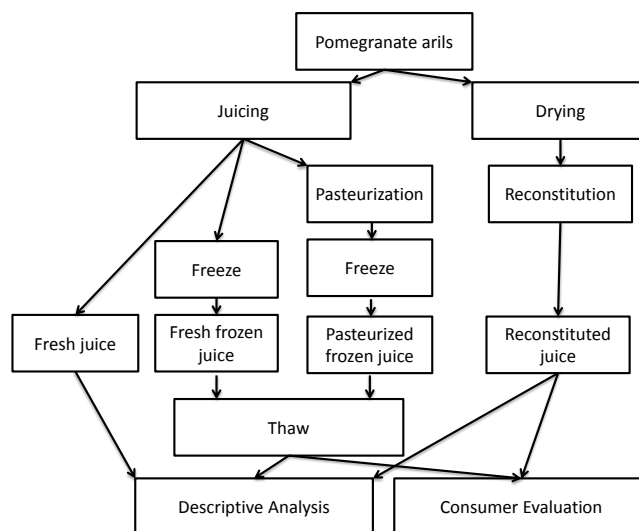 Pomegranate arils
Juicing
Drying
Pasteurization
Reconstitution
Freeze
Freeze
Fresh juice
Fresh frozen
juice
Pasteurized
frozen juice
Reconstituted
juice
Thaw
Descriptive Analysis
Consumer Evaluation